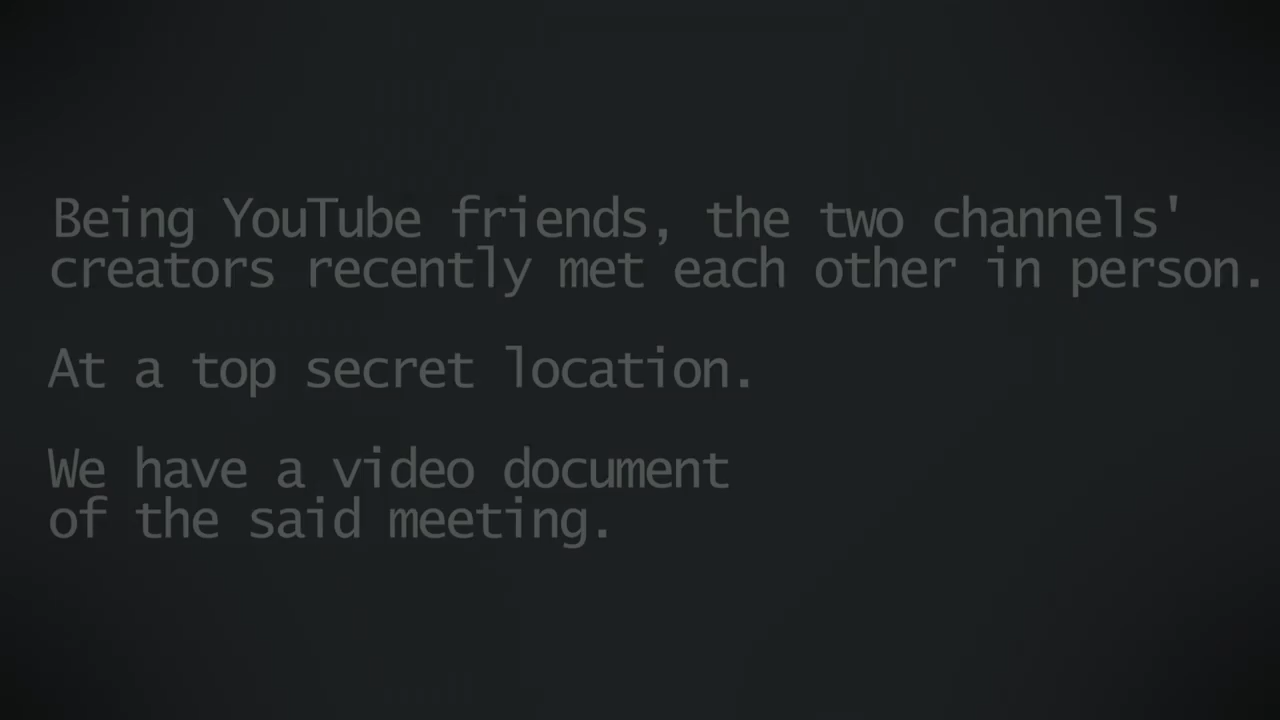 Being YouTube friends, the two channels'
creators recently met each other in person.
At a top secret location.
We have a video document
of the said meeting.